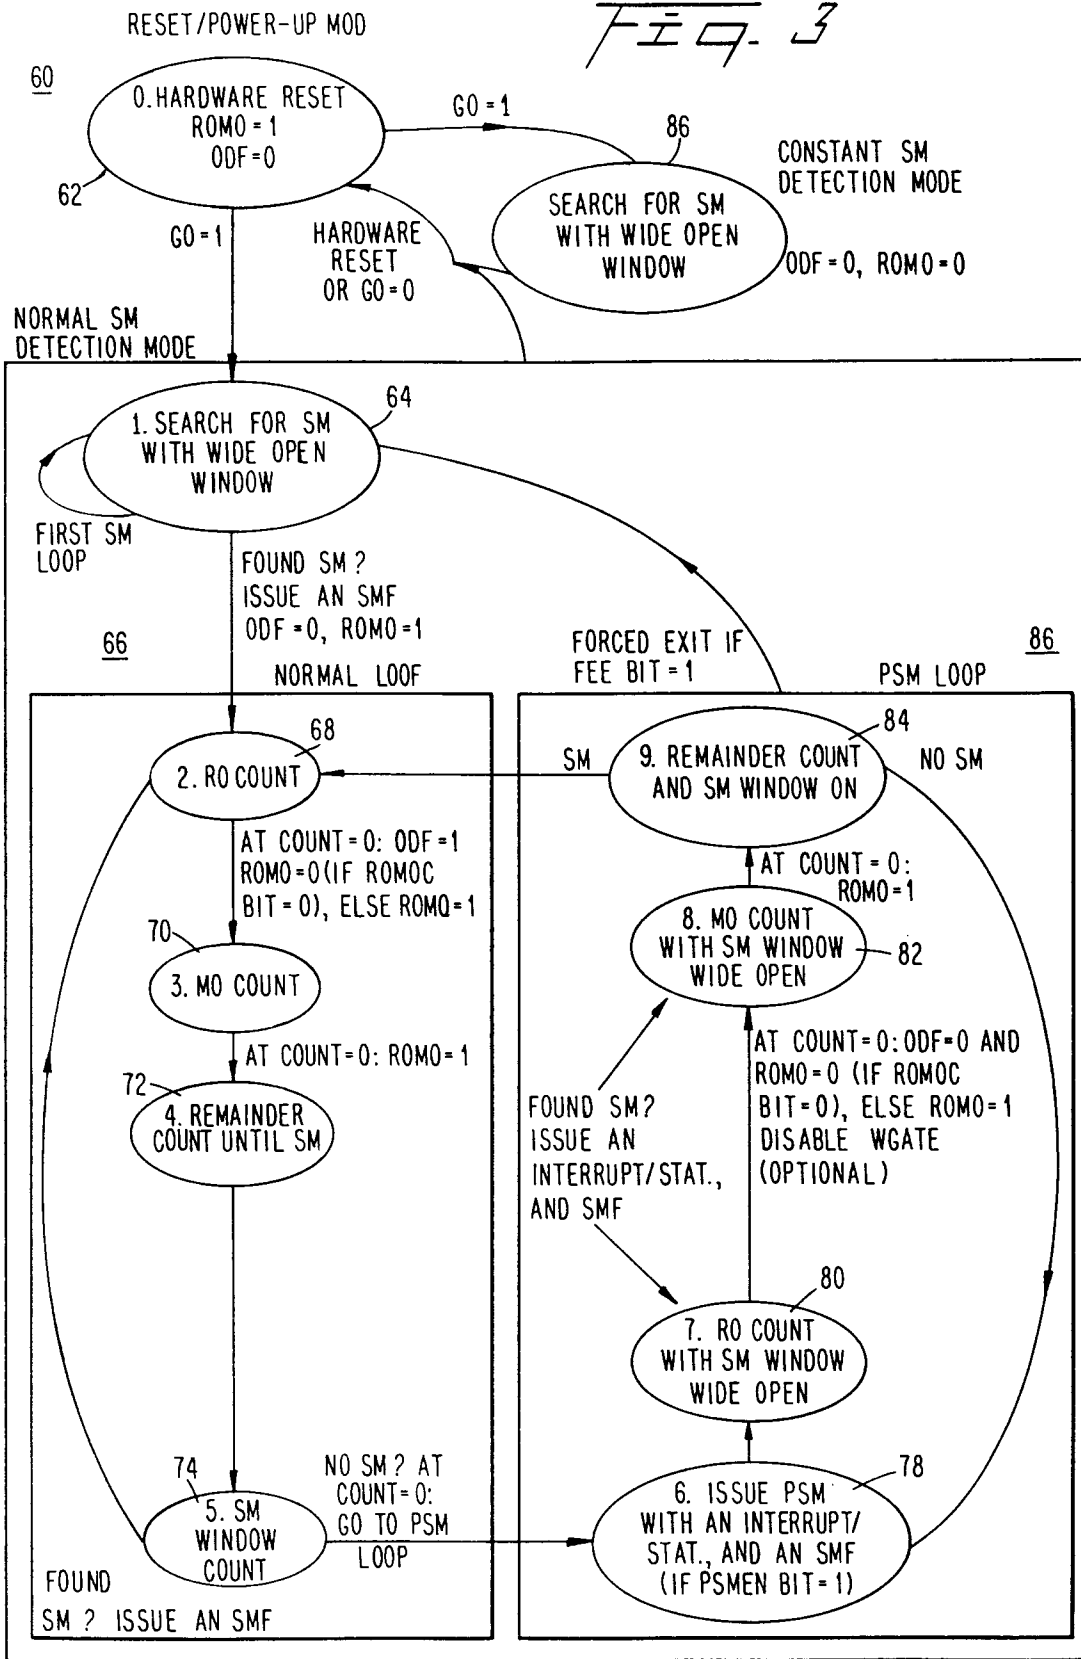 Fig. 3
RESET/POWER-UP MOD
60
0. HARDWARE RESET
ROMO = 1
ODF = 0
62
GO = 1
86
CONSTANT SM
DETECTION MODE
SEARCH FOR SM
WITH WIDE OPEN
WINDOW
ODF = 0, ROMO = 0
GO = 1
HARDWARE
RESET
OR GO = 0
NORMAL SM
DETECTION MODE
64
1. SEARCH FOR SM
WITH WIDE OPEN
WINDOW
FIRST SM
LOOP
FOUND SM ?
ISSUE AN SMF
ODF = 0, ROMO = 1
66
NORMAL LOOF
FORCED EXIT IF
FEE BIT = 1
86
PSM LOOP
68
2. RO COUNT
SM
84
9. REMAINDER COUNT
AND SM WINDOW ON
NO SM
AT COUNT = 0: ODF = 1
ROMO = 0 (IF ROMOC
BIT = 0), ELSE ROMO = 1
AT COUNT = 0:
ROMO = 1
70
3. MO COUNT
8. MO COUNT
WITH SM WINDOW
WIDE OPEN
82
AT COUNT = 0: ROMO = 1
72
4. REMAINDER
COUNT UNTIL SM
AT COUNT = 0: ODF = 0 AND
ROMO = 0 (IF ROMOC
BIT = 0), ELSE ROMO = 1
DISABLE WGATE
(OPTIONAL)
FOUND SM?
ISSUE AN
INTERRUPT/STAT.,
AND SMF
80
7. RO COUNT
WITH SM WINDOW
WIDE OPEN
74
5. SM
WINDOW
COUNT
NO SM ? AT
COUNT = 0:
GO TO PSM
LOOP
78
6. ISSUE PSM
WITH AN INTERRUPT/
STAT., AND AN SMF
(IF PSMEN BIT = 1)
FOUND
SM ? ISSUE AN SMF